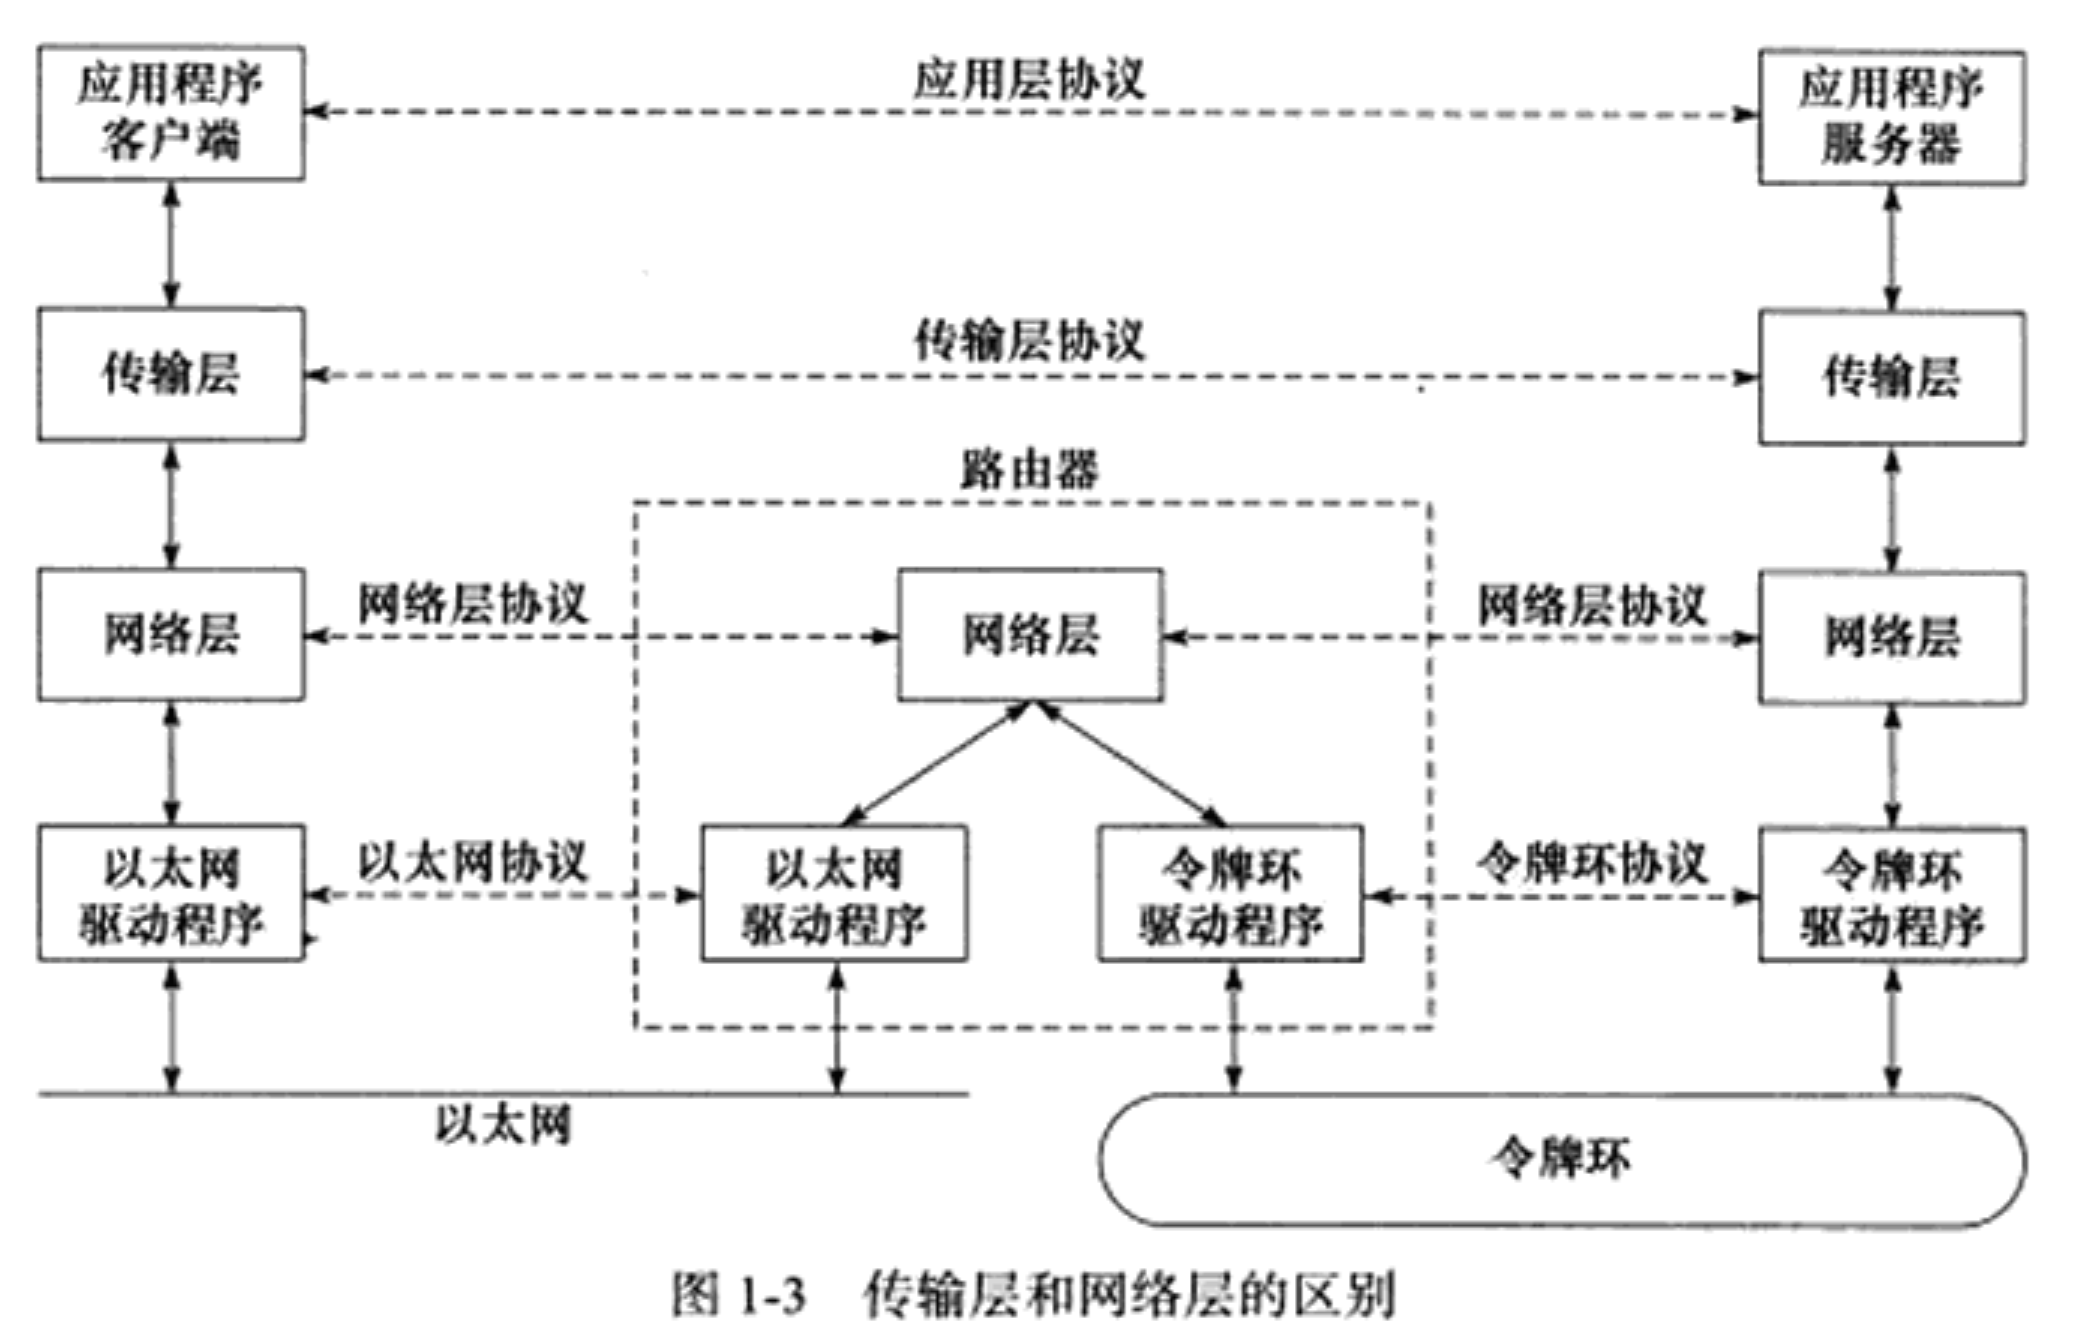 应用程序
客户端
应用层协议
应用程序
服务器
传输层
传输层协议
传输层
路由器
网络层
网络层协议
网络层
网络层协议
网络层
以太网
驱动程序
以太网协议
以太网
驱动程序
令牌环
驱动程序
令牌环协议
令牌环
驱动程序
以太网
令牌环
图 1-3 传输层和网络层的区别